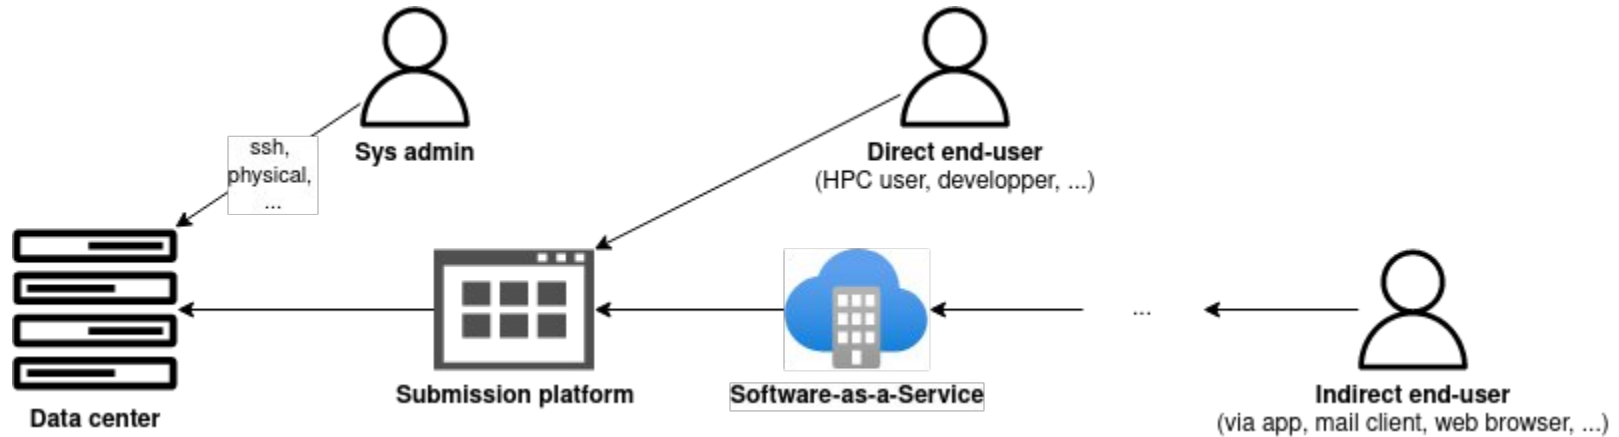 ssh,
physical,
...
Sys admin
Direct end-user
(HPC user, developper, ...)
...
Data center
Submission platform
Software-as-a-Service
Indirect end-user
(via app, mail client, web browser, ...)